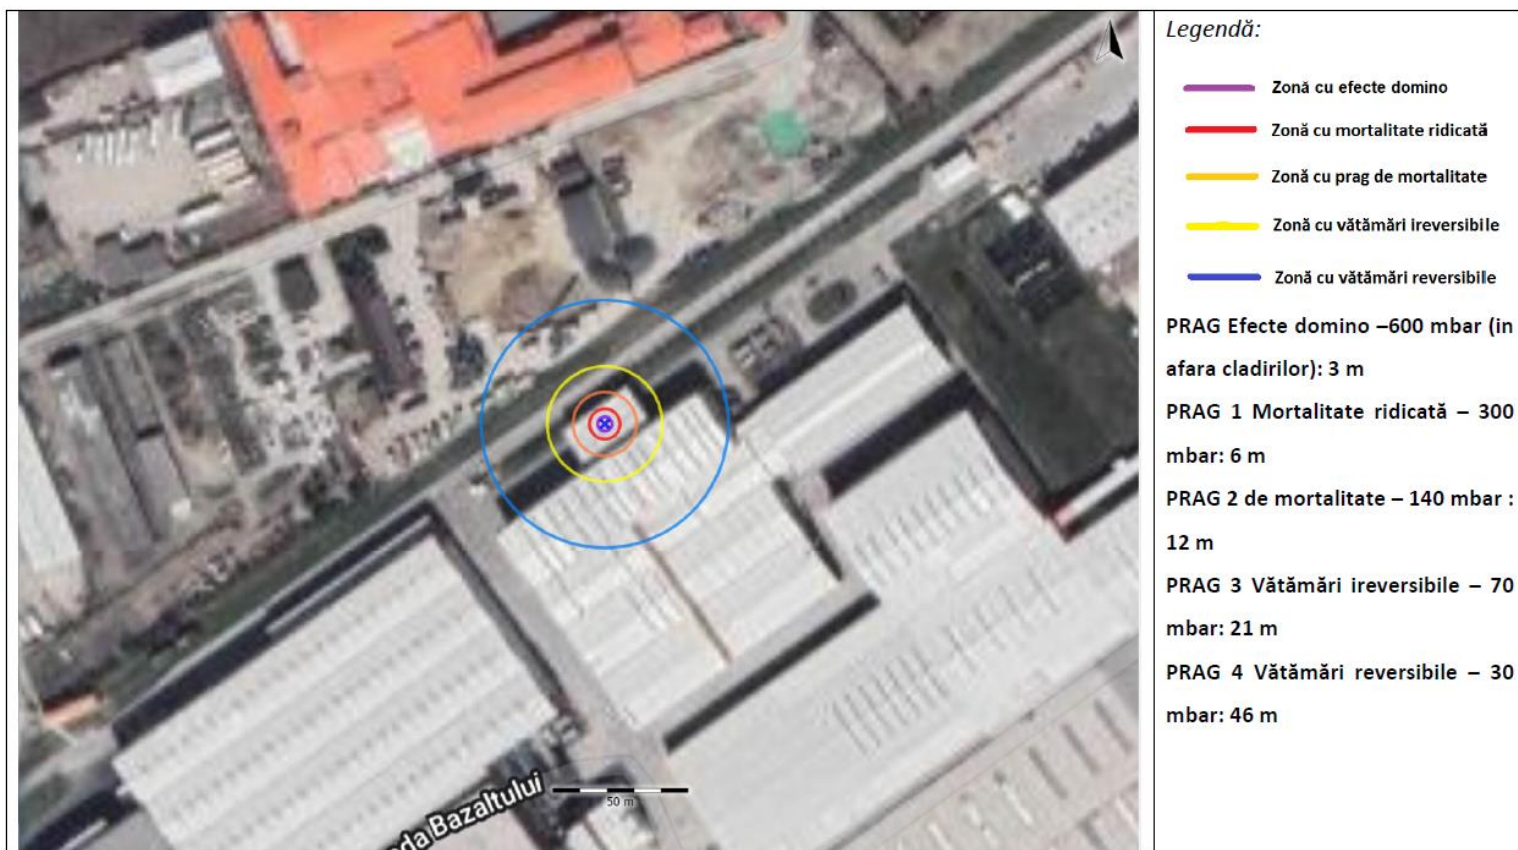 Legendă:
Zonă cu efecte domino
Zonă cu mortalitate ridicată
Zonă cu prag de mortalitate
Zonă cu vătămări ireversibile
Zonă cu vătămări reversibile
PRAG Efecte domino –600 mbar (in
afara cladirilor): 3 m
PRAG 1 Mortalitate ridicată – 300
mbar: 6 m
PRAG 2 de mortalitate – 140 mbar :
12 m
PRAG 3 Vătămări ireversibile – 70
mbar: 21 m
PRAG 4 Vătămări reversibile – 30
mbar: 46 m
50 m
da Bazaltului